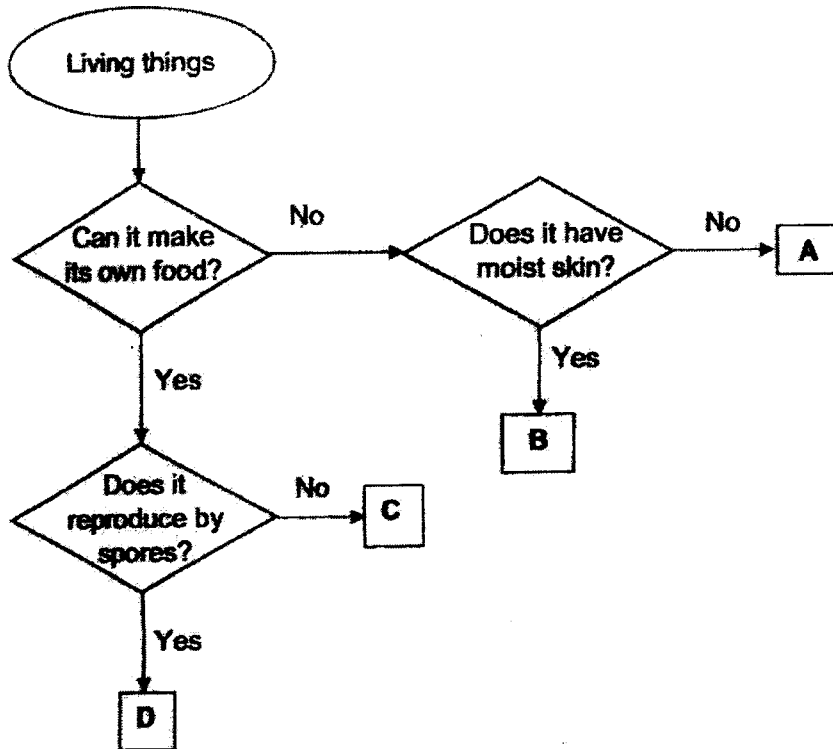 Living things
Can it make
its own food?
No
Does it have
moist skin?
No
A
Yes
Yes
B
Does it
reproduce by
spores?
No
C
Yes
D